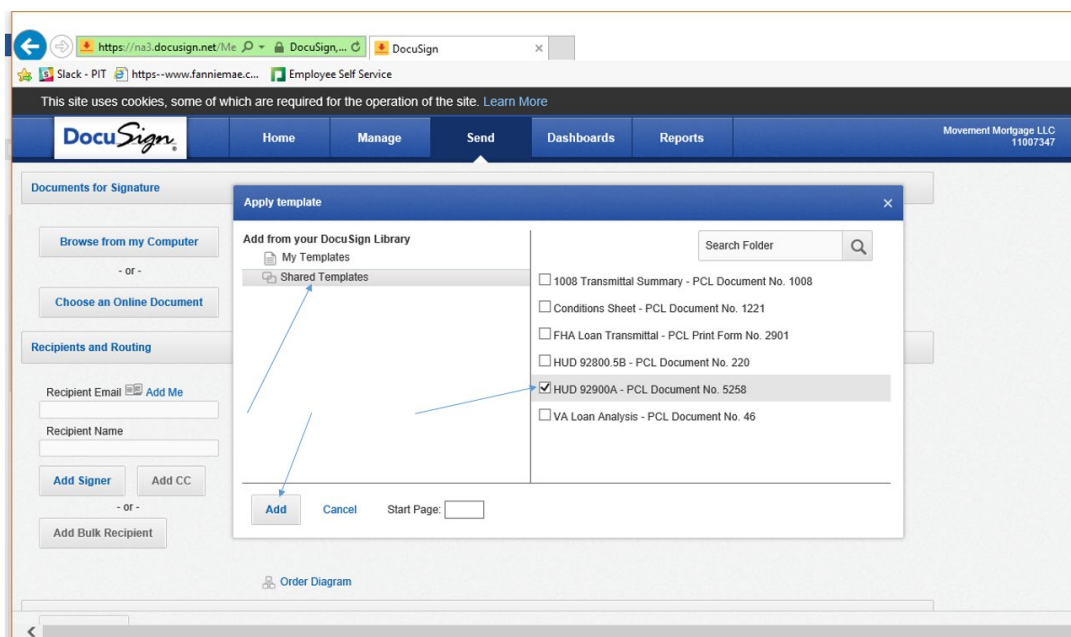 https://na3.docusign.net/Me
DocuSign,...
DocuSign
Slack - PIT
https--www.fanniemae.c...
Employee Self Service
This site uses cookies, some of which are required for the operation of the site. Learn More
DocuSign
Home
Manage
Send
Dashboards
Reports
Movement Mortgage LLC
11007347
Documents for Signature
Browse from my Computer
- or -
Choose an Online Document
Recipients and Routing
Recipient Email
Add Me
Recipient Name
Add Signer
Add CC
- or -
Add Bulk Recipient
Apply template
Add from your DocuSign Library
My Templates
Shared Templates
Search Folder
1008 Transmittal Summary - PCL Document No. 1008
Conditions Sheet - PCL Document No. 1221
FHA Loan Transmittal - PCL Print Form No. 2901
HUD 92800.5B - PCL Document No. 220
HUD 92900A - PCL Document No. 5258
VA Loan Analysis - PCL Document No. 46
Add
Cancel
Start Page:
Order Diagram